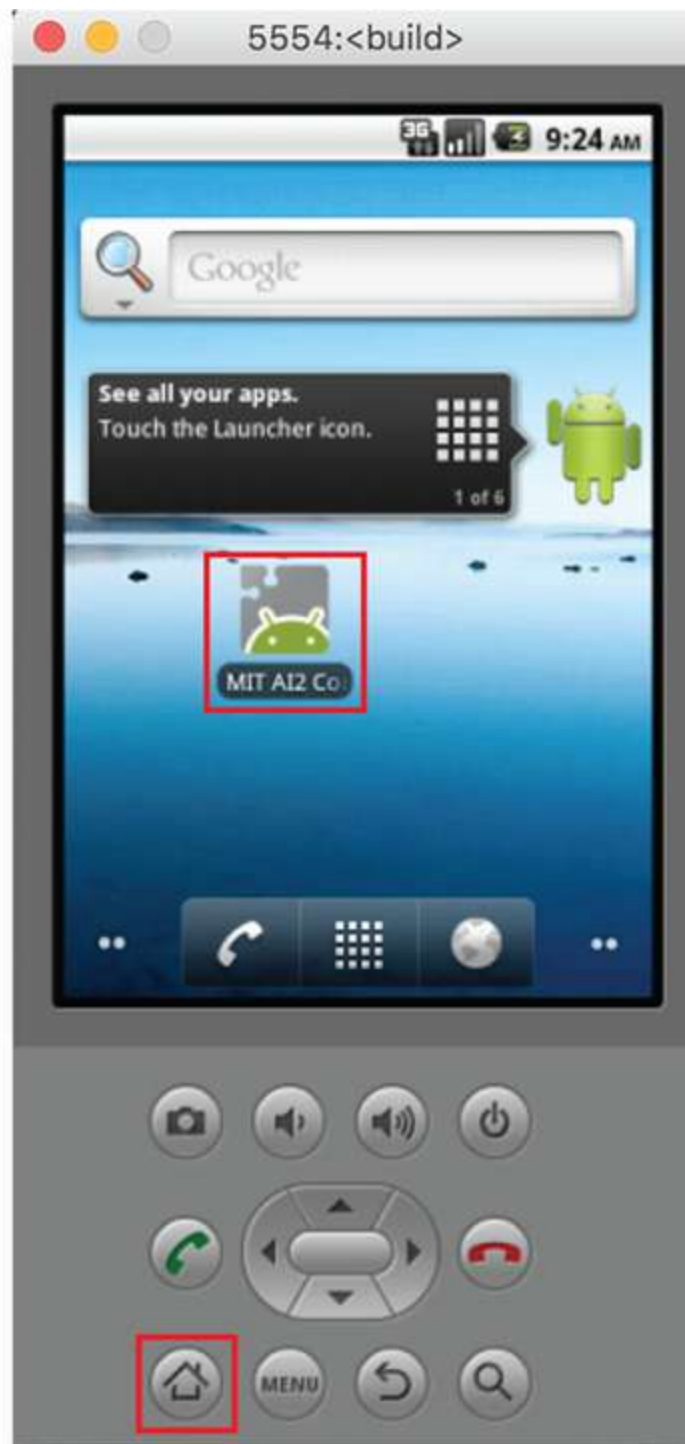 5554:<build>
3G
9:24 AM
Google
See all your apps.
Touch the Launcher icon.
1 of 6
MIT AI2 Co
MENU